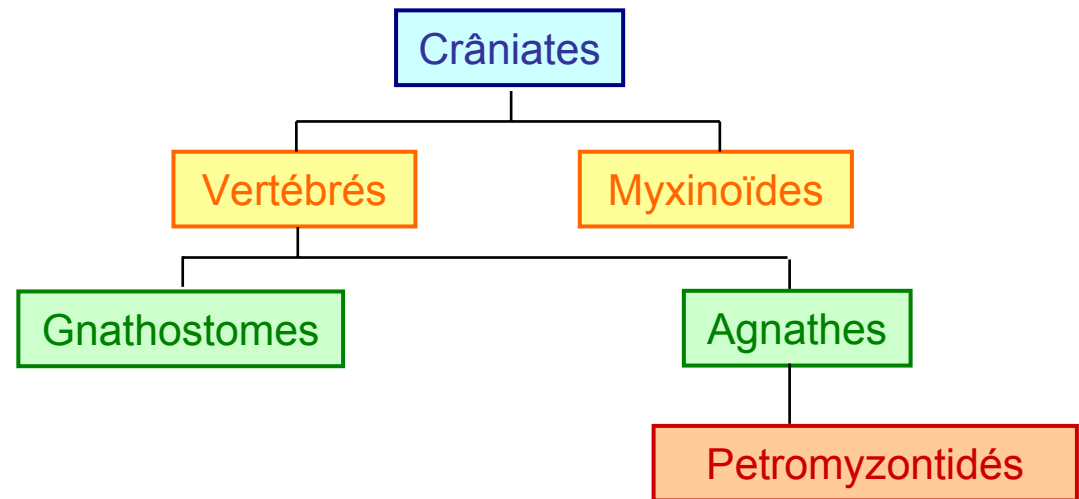 Crâniates
Vertébrés
Myxinoïdes
Gnathostomes
Agnathes
Petromyzontidés